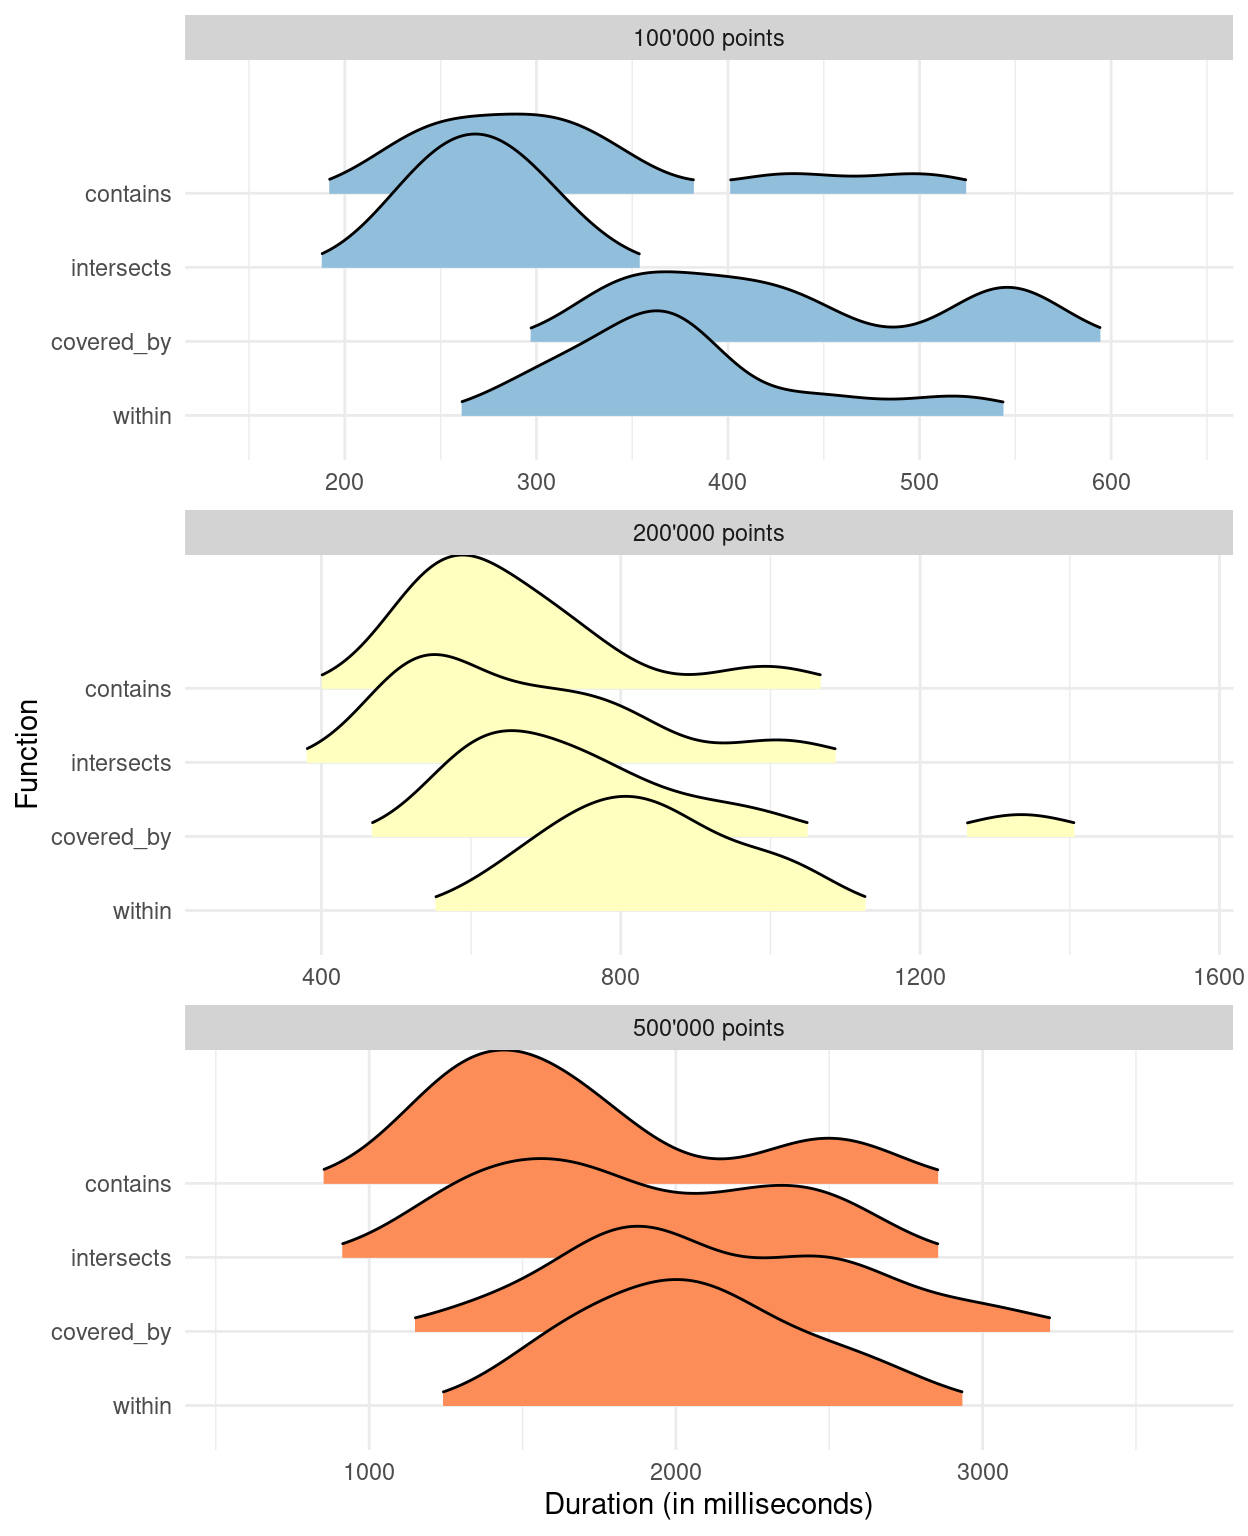 100'000 points
contains
intersects
covered_by
within
200 300 400 500 600
200'000 points
contains
intersects
covered_by
within
400 800 1200 1600
500'000 points
contains
intersects
covered_by
within
1000 2000 3000
Function
Duration (in milliseconds)